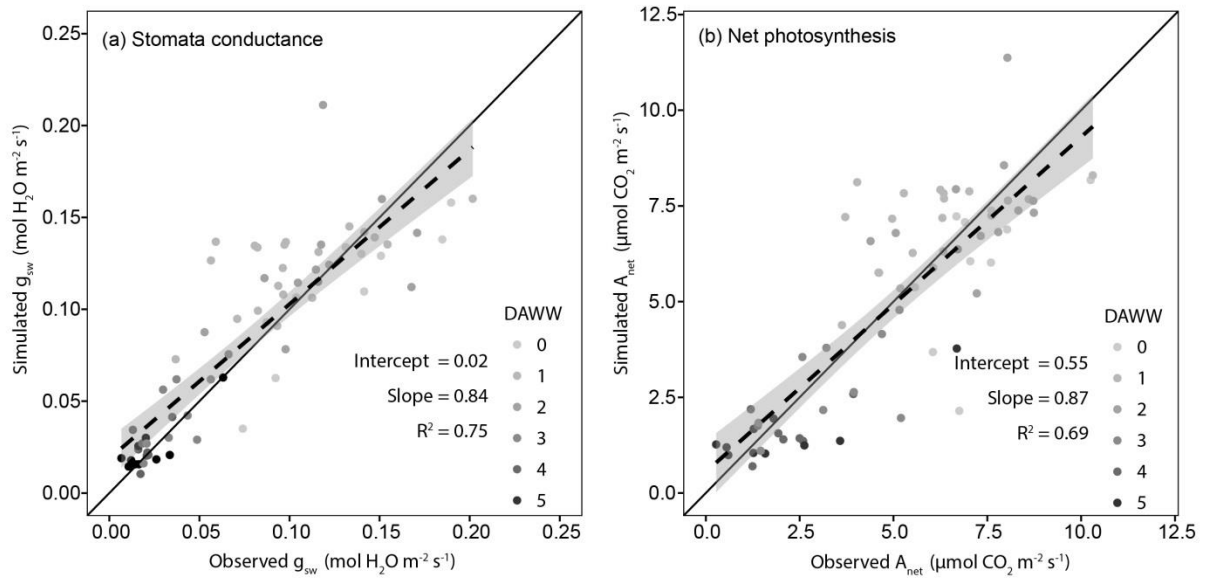 (a) Stomata conductance
0.25
0.20
0.15
0.10
0.05
0.00
Simulated g_sw (mol H₂O m⁻² s⁻¹)
DAWW
0
1
2
3
4
5
Intercept = 0.02
Slope = 0.84
R² = 0.75
0.00 0.05 0.10 0.15 0.20 0.25
Observed g_sw (mol H₂O m⁻² s⁻¹)
(b) Net photosynthesis
12.5
10.0
7.5
5.0
2.5
0.0
Simulated A_net (μmol CO₂ m⁻² s⁻¹)
DAWW
0
1
2
3
4
5
Intercept = 0.55
Slope = 0.87
R² = 0.69
0.0 2.5 5.0 7.5 10.0 12.5
Observed A_net (μmol CO₂ m⁻² s⁻¹)